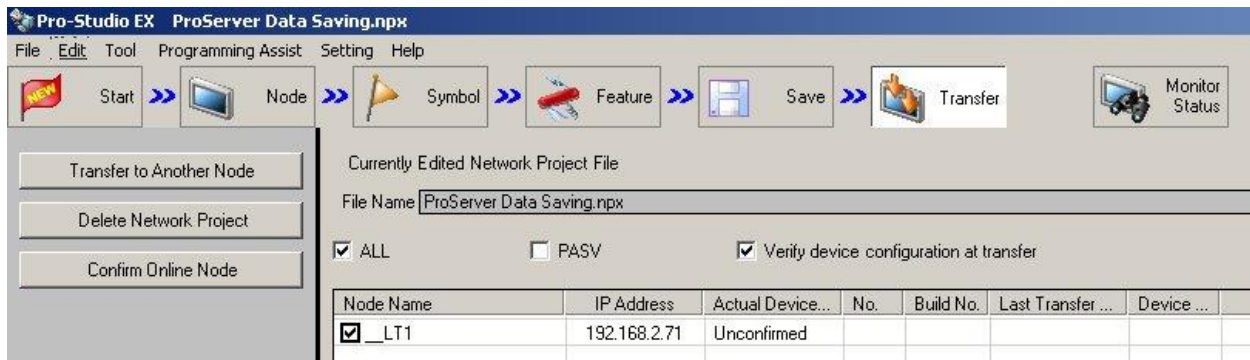 Pro-Studio EX ProServer Data Saving.npx
File Edit Tool Programming Assist Setting Help
NEW Start Node Symbol Feature Save Transfer Monitor Status
Transfer to Another Node
Delete Network Project
Confirm Online Node
Currently Edited Network Project File
File Name ProServer Data Saving.npx
ALL PASV Verify device configuration at transfer
Node Name IP Address Actual Device... No. Build No. Last Transfer ... Device ...
__LT1 192.168.2.71 Unconfirmed